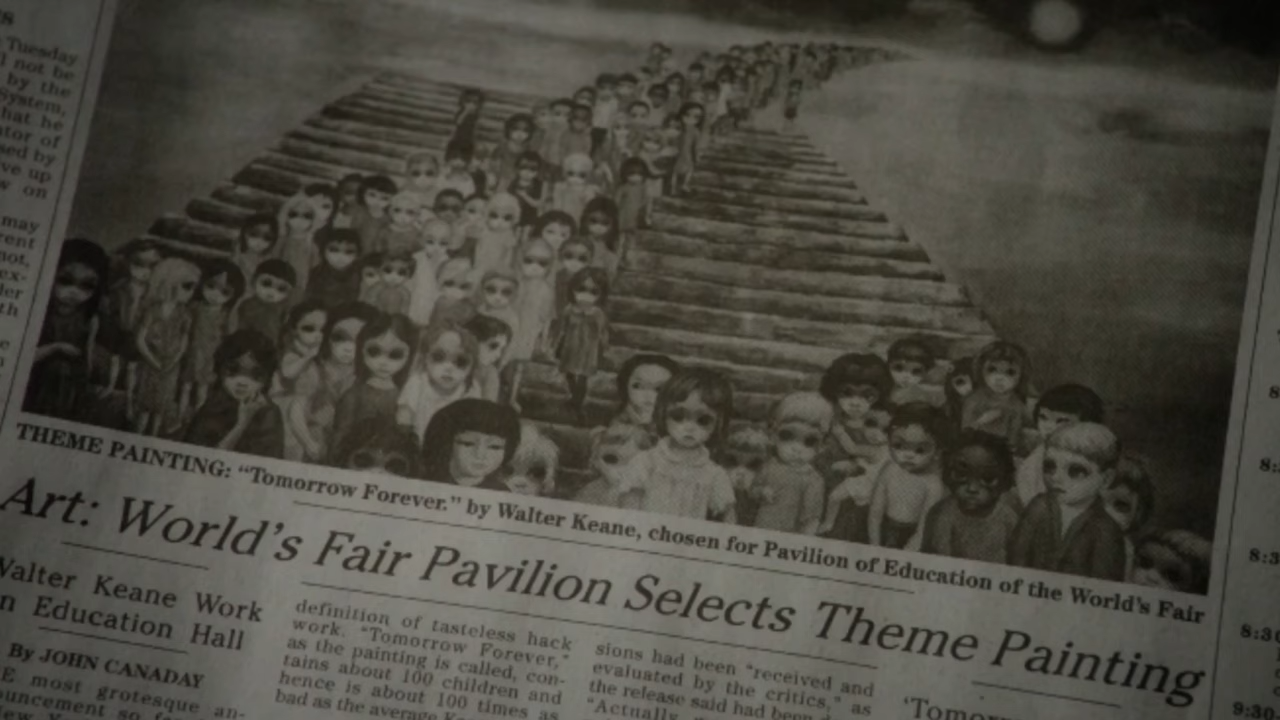 s
Tuesday
not be
by the
System,
hat he
ator of
sed by
ve up
w on
may
cent
not,
ex-
der
th
THEME PAINTING: “Tomorrow Forever.” by Walter Keane, chosen for Pavilion of Education of the World’s Fair
Art: World’s Fair Pavilion Selects Theme Painting
Walter Keane Work
n Education Hall
By JOHN CANADAY
E most grotesque an-
ouncement so
definition of tasteless hack
work. “Tomorrow Forever,”
as the painting is called, con-
tains about 100 children and
hence is about 100 times as
bad as the average
sions had been “received and
evaluated by the critics,” as
the release said had been
“Actually,
‘Tomorr
8:
8:
8:3
8:30
9:30